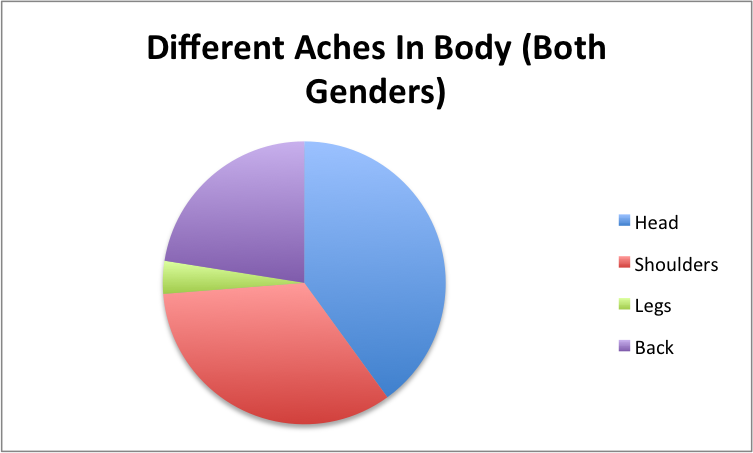 Different Aches In Body (Both
Genders)
Head
Shoulders
Legs
Back